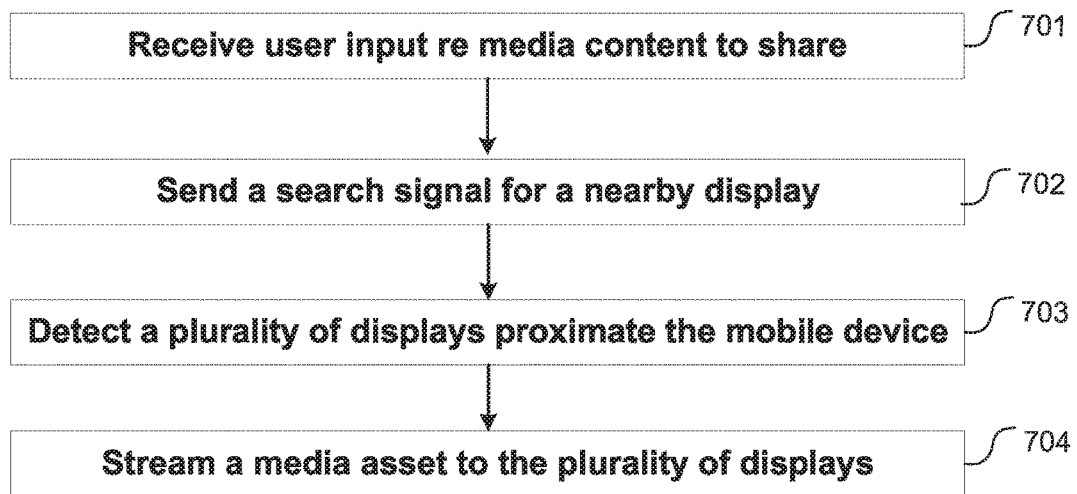 Receive user input re media content to share
701
Send a search signal for a nearby display
702
Detect a plurality of displays proximate the mobile device
703
Stream a media asset to the plurality of displays
704